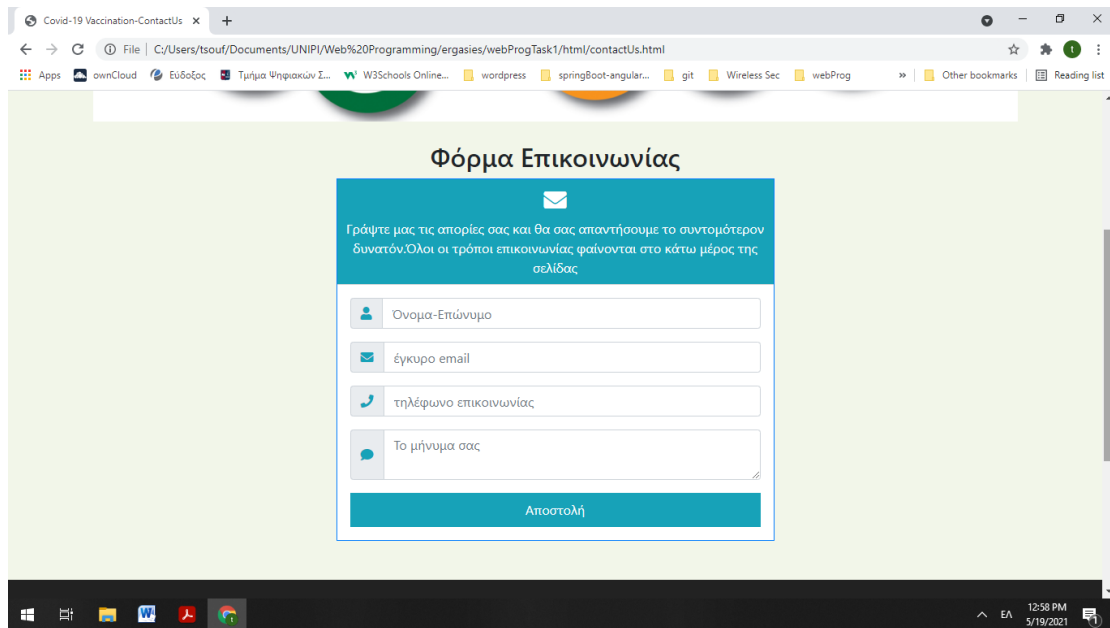 Covid-19 Vaccination-ContactUs
File | C:/Users/tsouf/Documents/UNIPI/Web%20Programming/ergasies/webProgTask1/html/contactUs.html
Apps ownCloud Εύδοξος Τμήμα Ψηφιακών Σ... W3Schools Online... wordpress springBoot-angular... git Wireless Sec webProg » Other bookmarks Reading list
Φόρμα Επικοινωνίας
Γράψτε μας τις απορίες σας και θα σας απαντήσουμε το συντομότερον
δυνατόν.Όλοι οι τρόποι επικοινωνίας φαίνονται στο κάτω μέρος της
σελίδας
Όνομα-Επώνυμο
έγκυρο email
τηλέφωνο επικοινωνίας
Το μήνυμα σας
Αποστολή
12:58 PM
ΕΛ
5/19/2021